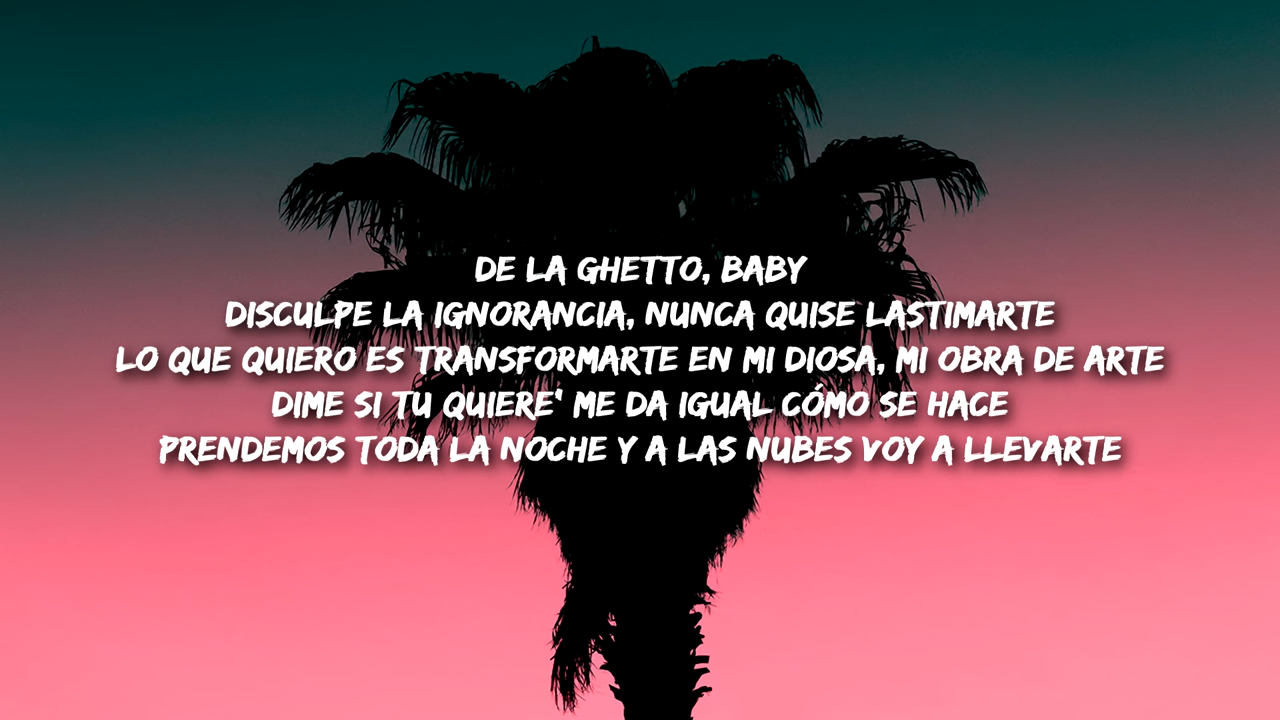 DE LA GHETTO, BABY
DISCULPE LA IGNORANCIA, NUNCA QUISE LASTIMARTE
LO QUE QUIERO ES TRANSFORMARTE EN MI DIOSA, MI OBRA DE ARTE
DIME SI TU QUIERE' ME DA IGUAL CÓMO SE HACE
PRENDEMOS TODA LA NOCHE Y A LAS NUBES VOY A LLEVARTE